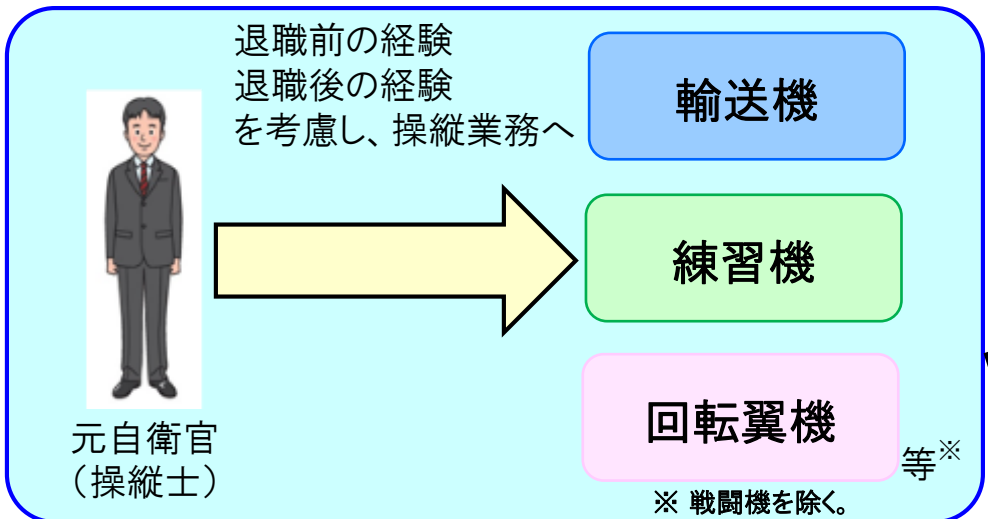 退職前の経験
退職後の経験
を考慮し、操縦業務へ
輸送機
練習機
回転翼機
等※
※ 戦闘機を除く。
元自衛官
（操縦士）